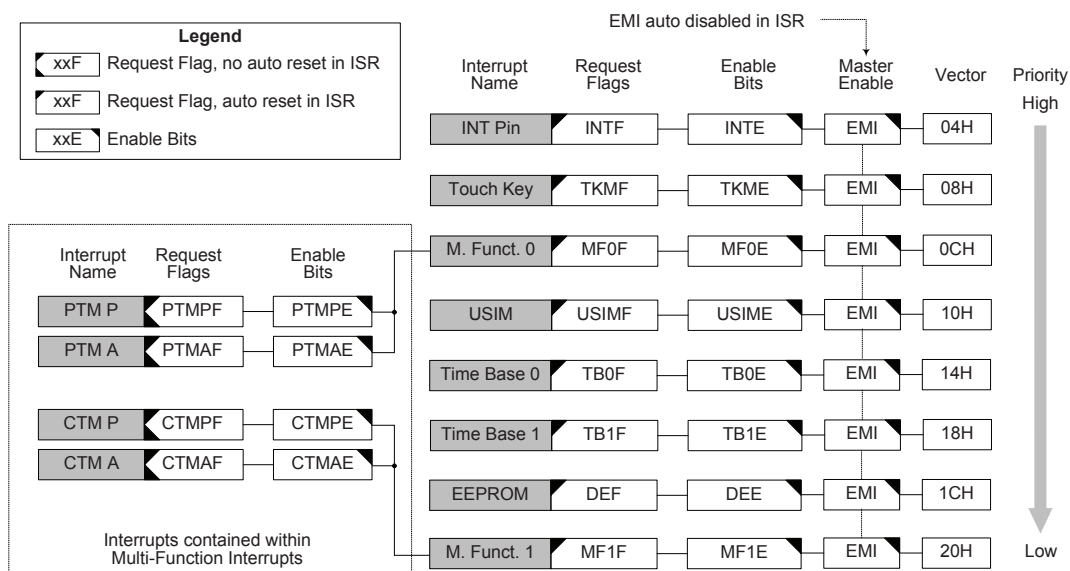 EMI auto disabled in ISR
Legend
xxF Request Flag, no auto reset in ISR
xxF Request Flag, auto reset in ISR
xxE Enable Bits
Interrupt Name Request Flags Enable Bits Master Enable Vector Priority
High
INT Pin INTF INTE EMI 04H
Touch Key TKMF TKME EMI 08H
M. Funct. 0 MF0F MF0E EMI 0CH
USIM USIMF USIME EMI 10H
Time Base 0 TB0F TB0E EMI 14H
Time Base 1 TB1F TB1E EMI 18H
EEPROM DEF DEE EMI 1CH
M. Funct. 1 MF1F MF1E EMI 20H Low
Interrupt Name Request Flags Enable Bits
PTM P PTMPF PTMPE
PTM A PTMAF PTMAE
CTM P CTMPF CTMPE
CTM A CTMAF CTMAE
Interrupts contained within
Multi-Function Interrupts